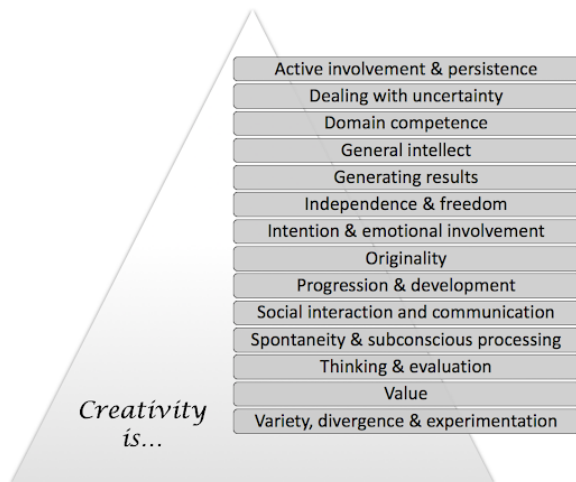 Active involvement & persistence
Dealing with uncertainty
Domain competence
General intellect
Generating results
Independence & freedom
Intention & emotional involvement
Originality
Progression & development
Social interaction and communication
Spontaneity & subconscious processing
Thinking & evaluation
Value
Variety, divergence & experimentation
Creativity
is...